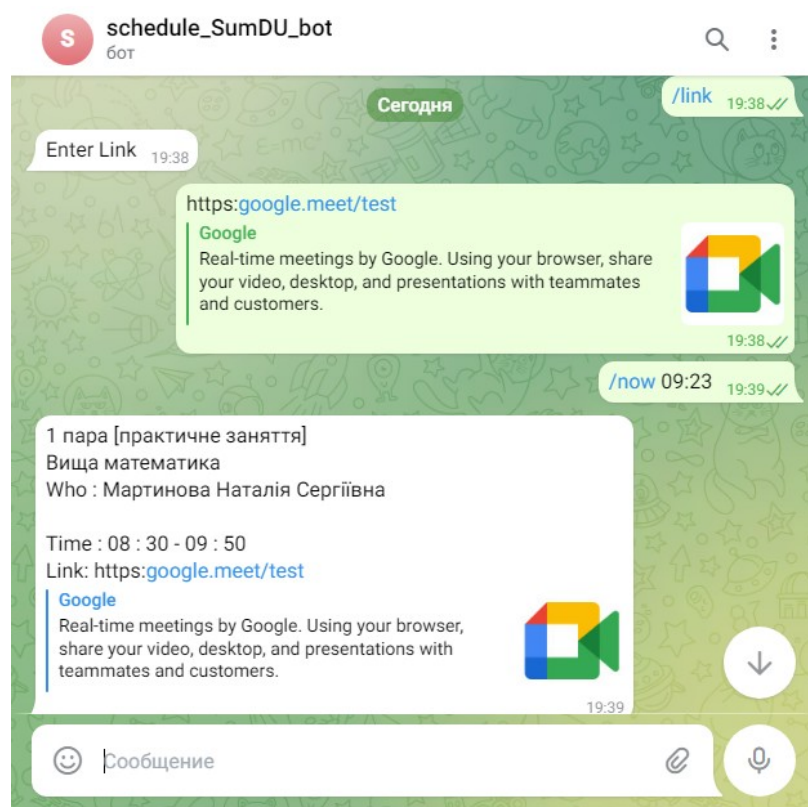 S
schedule_SumDU_bot
бот
Сегодня
/link 19:38
Enter Link 19:38
https:google.meet/test
Google
Real-time meetings by Google. Using your browser, share
your video, desktop, and presentations with teammates
and customers.
19:38
/now 09:23 19:39
1 пара [практичне заняття]
Вища математика
Who : Мартинова Наталія Сергіївна
Time : 08 : 30 - 09 : 50
Link: https:google.meet/test
Google
Real-time meetings by Google. Using your browser,
share your video, desktop, and presentations with
teammates and customers.
19:39
Сообщение